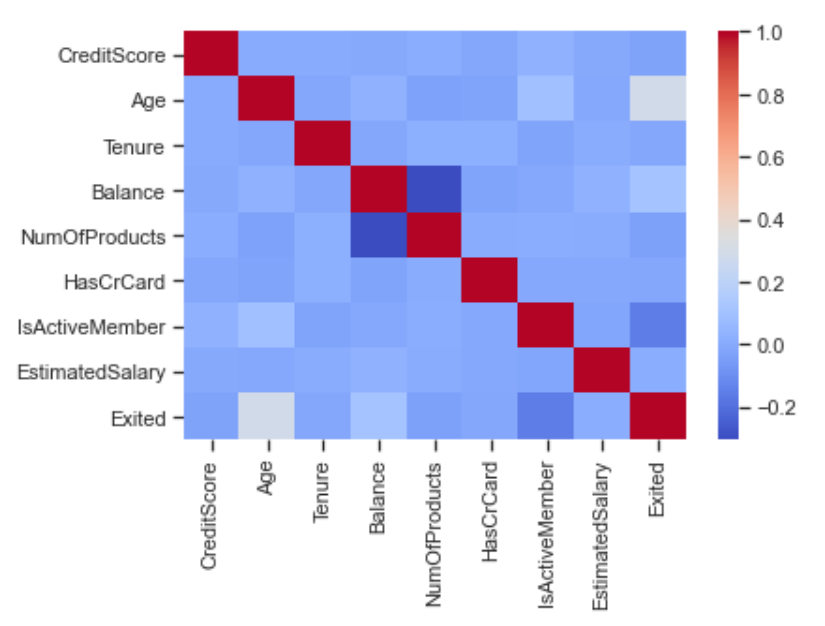 CreditScore
Age
Tenure
Balance
NumOfProducts
HasCrCard
IsActiveMember
EstimatedSalary
Exited
CreditScore
Age
Tenure
Balance
NumOfProducts
HasCrCard
IsActiveMember
EstimatedSalary
Exited
1.0
0.8
0.6
0.4
0.2
0.0
−0.2